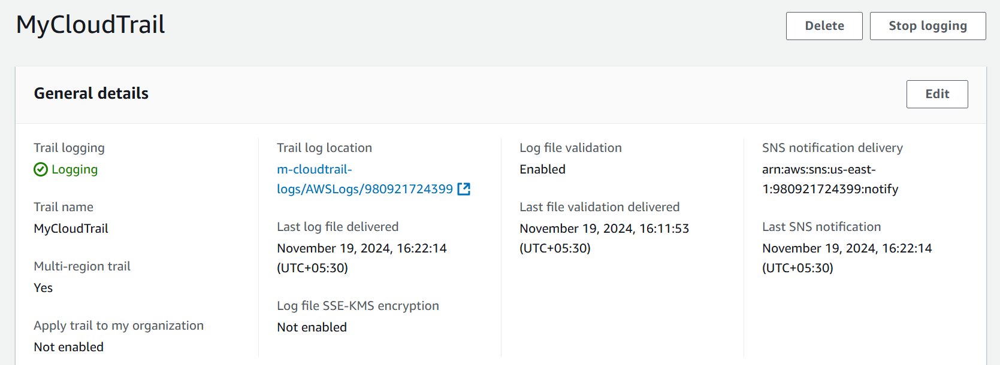 MyCloudTrail
Delete
Stop logging
General details
Edit
Trail logging
Logging
Trail name
MyCloudTrail
Multi-region trail
Yes
Apply trail to my organization
Not enabled
Trail log location
m-cloudtrail-
logs/AWSLogs/980921724399
Last log file delivered
November 19, 2024, 16:22:14
(UTC+05:30)
Log file SSE-KMS encryption
Not enabled
Log file validation
Enabled
Last file validation delivered
November 19, 2024, 16:11:53
(UTC+05:30)
SNS notification delivery
arn:aws:sns:us-east-
1:980921724399:notify
Last SNS notification
November 19, 2024, 16:22:14
(UTC+05:30)